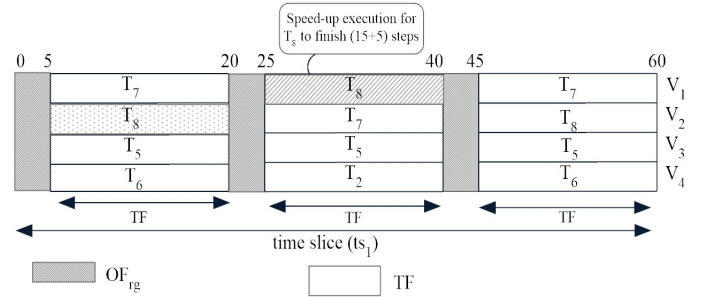 Speed-up execution for
T8 to finish (15+5) steps
0 5 20 25 40 45 60
T7 T8 T7 V1
T8 T7 T8 V2
T5 T5 T5 V3
T6 T2 T6 V4
TF TF TF
time slice (ts1)
OFrg TF